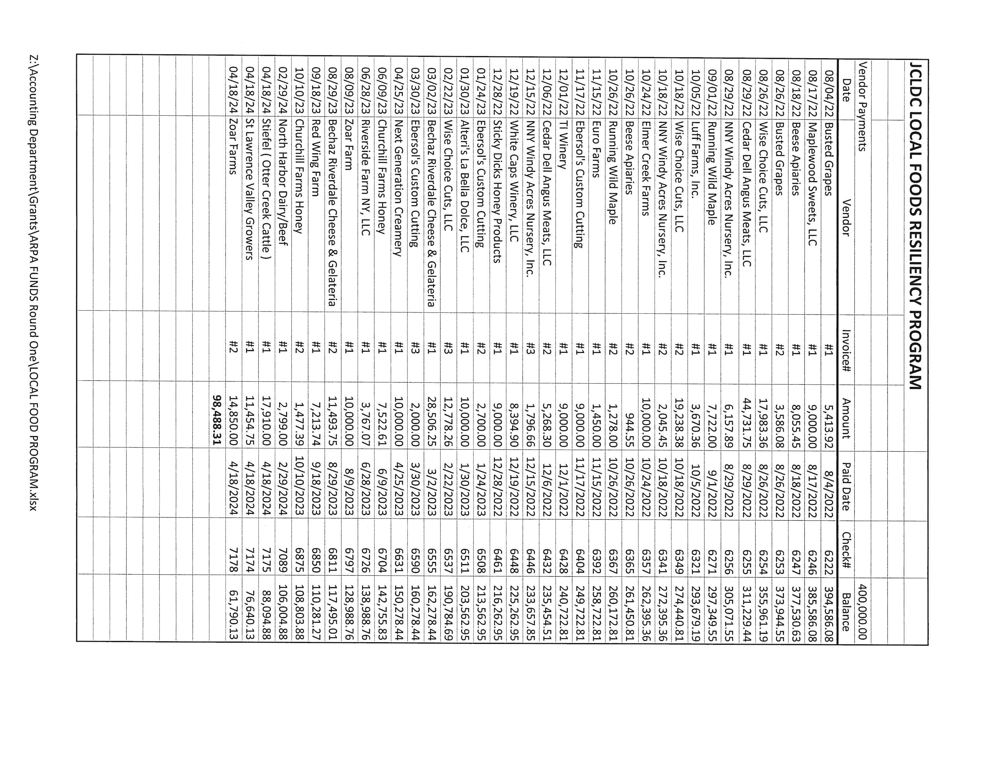 JCLDC LOCAL FOODS RESILIENCY PROGRAM
Vendor Payments 400,000.00
Date Vendor Invoice# Amount Paid Date Check# Balance
08/04/22 Busted Grapes #1 5,413.92 8/4/2022 6222 394,586.08
08/17/22 Maplewood Sweets, LLC #1 9,000.00 8/17/2022 6246 385,586.08
08/18/22 Beese Apiaries #1 8,055.45 8/18/2022 6247 377,530.63
08/26/22 Busted Grapes #2 3,586.08 8/26/2022 6253 373,944.55
08/26/22 Wise Choice Cuts, LLC #1 17,983.36 8/26/2022 6254 355,961.19
08/29/22 Cedar Dell Angus Meats, LLC #1 44,731.75 8/29/2022 6255 311,229.44
08/29/22 NNY Windy Acres Nursery, Inc. #1 6,157.89 8/29/2022 6256 305,071.55
09/01/22 Running Wild Maple #1 7,722.00 9/1/2022 6271 297,349.55
10/05/22 Luff Farms, Inc. #1 3,670.36 10/5/2022 6321 293,679.19
10/18/22 Wise Choice Cuts, LLC #2 19,238.38 10/18/2022 6349 274,440.81
10/18/22 NNY Windy Acres Nursery, Inc. #2 2,045.45 10/18/2022 6341 272,395.36
10/24/22 Elmer Creek Farms #1 10,000.00 10/24/2022 6357 262,395.36
10/26/22 Beese Apiaries #2 944.55 10/26/2022 6365 261,450.81
10/26/22 Running Wild Maple #2 1,278.00 10/26/2022 6367 260,172.81
11/15/22 Euro Farms #1 1,450.00 11/15/2022 6392 258,722.81
11/17/22 Ebersol's Custom Cutting #1 9,000.00 11/17/2022 6404 249,722.81
12/01/22 TI Winery #1 9,000.00 12/1/2022 6428 240,722.81
12/06/22 Cedar Dell Angus Meats, LLC #2 5,268.30 12/6/2022 6432 235,454.51
12/15/22 NNY Windy Acres Nursery, Inc. #3 1,796.66 12/15/2022 6446 233,657.85
12/19/22 White Caps Winery, LLC #1 8,394.90 12/19/2022 6448 225,262.95
12/28/22 Sticky Dicks Honey Products #1 9,000.00 12/28/2022 6461 216,262.95
01/24/23 Ebersol's Custom Cutting #2 2,700.00 1/24/2023 6508 213,562.95
01/30/23 Alteri's La Bella Dolce, LLC #1 10,000.00 1/30/2023 6511 203,562.95
02/22/23 Wise Choice Cuts, LLC #3 12,778.26 2/22/2023 6537 190,784.69
03/02/23 Bechaz Riverdale Cheese & Gelateria #1 28,506.25 3/2/2023 6555 162,278.44
03/30/23 Ebersol's Custom Cutting #3 2,000.00 3/30/2023 6590 160,278.44
04/25/23 Next Generation Creamery #1 10,000.00 4/25/2023 6631 150,278.44
06/09/23 Churchill Farms Honey #1 7,522.61 6/9/2023 6704 142,755.83
06/28/23 Riverside Farm NY, LLC #1 3,767.07 6/28/2023 6726 138,988.76
08/09/23 Zoar Farm #1 10,000.00 8/9/2023 6797 128,988.76
08/29/23 Bechaz Riverdale Cheese & Gelateria #2 11,493.75 8/29/2023 6811 117,495.01
09/18/23 Red Wing Farm #1 7,213.74 9/18/2023 6850 110,281.27
10/10/23 Churchill Farms Honey #2 1,477.39 10/10/2023 6875 108,803.88
02/29/24 North Harbor Dairy/Beef #1 2,799.00 2/29/2024 7089 106,004.88
04/18/24 Stiefel ( Otter Creek Cattle ) #1 17,910.00 4/18/2024 7175 88,094.88
04/18/24 St Lawrence Valley Growers #1 11,454.75 4/18/2024 7174 76,640.13
04/18/24 Zoar Farms #2 14,850.00 4/18/2024 7178 61,790.13
98,488.31
Z:\Accounting Department\Grants\ARPA FUNDS Round One\LOCAL FOOD PROGRAM.xlsx